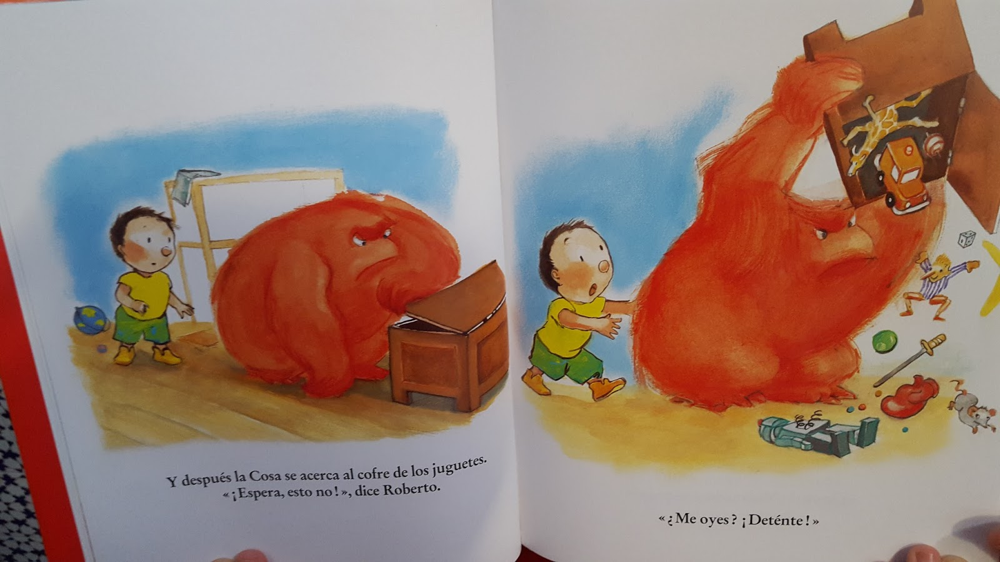 Y después la Cosa se acerca al cofre de los juguetes.
«¡Espera, esto no!», dice Roberto.
«¿Me oyes? ¡Deténte!»